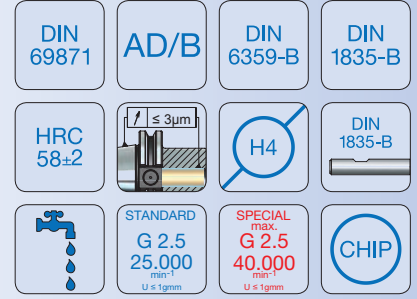 DIN
69871
AD/B
DIN
6359-B
DIN
1835-B
HRC
58±2
≤ 3µm
H4
DIN
1835-B
STANDARD
G 2.5
25.000
min⁻¹
U ≤ 1gmm
SPECIAL
max.
G 2.5
40.000
min⁻¹
U ≤ 1gmm
CHIP